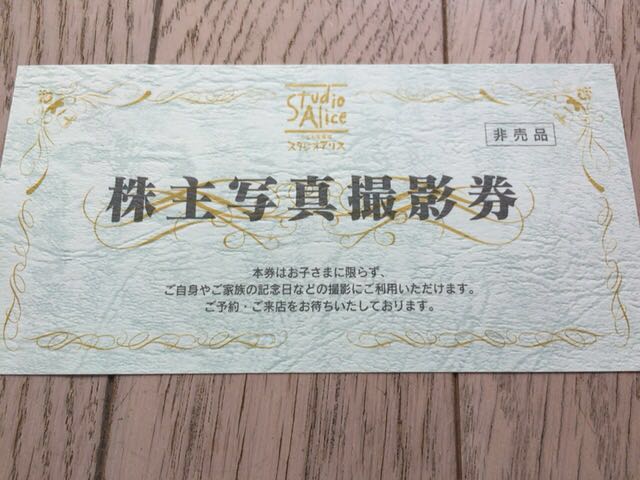 Studio
Alice
スタジオアリス
非売品
株主写真撮影券
本券はお子さまに限らず、
ご自身やご家族の記念日などの撮影にご利用いただけます。
ご予約・ご来店をお待ちいたしております。